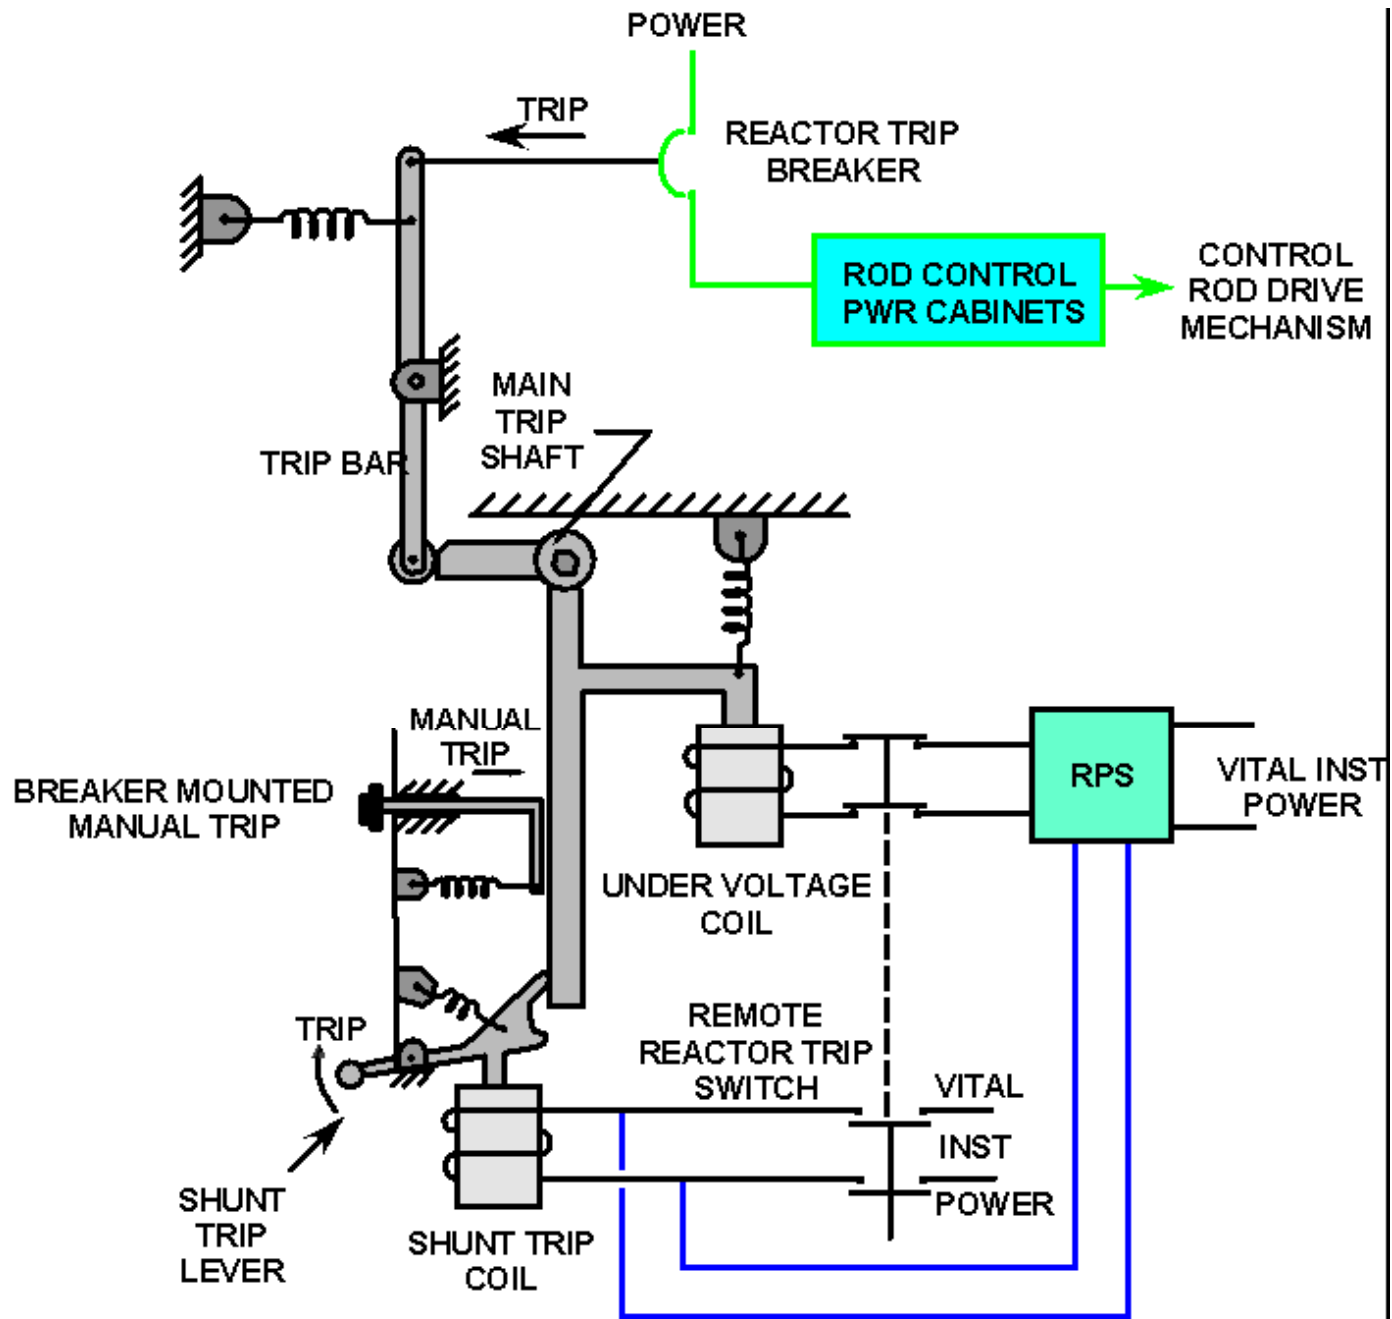 POWER
TRIP
REACTOR TRIP
BREAKER
ROD CONTROL
PWR CABINETS
CONTROL
ROD DRIVE
MECHANISM
MAIN
TRIP
SHAFT
TRIP BAR
MANUAL
TRIP
BREAKER MOUNTED
MANUAL TRIP
RPS
VITAL INST
POWER
UNDER VOLTAGE
COIL
TRIP
REMOTE
REACTOR TRIP
SWITCH
VITAL
INST
POWER
SHUNT
TRIP
LEVER
SHUNT TRIP
COIL